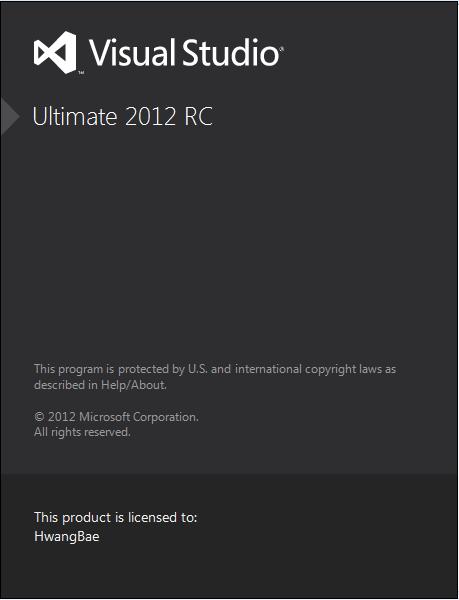 Visual Studio®
™
Ultimate 2012 RC
This program is protected by U.S. and international copyright laws as
described in Help/About.
© 2012 Microsoft Corporation.
All rights reserved.
This product is licensed to:
HwangBae